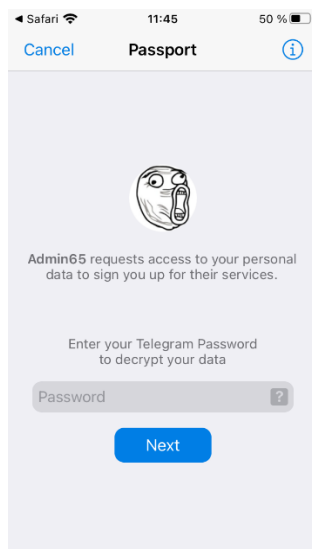 ◀ Safari 11:45 50 %
Cancel Passport i
Admin65 requests access to your personal
data to sign you up for their services.
Enter your Telegram Password
to decrypt your data
Password ?
Next